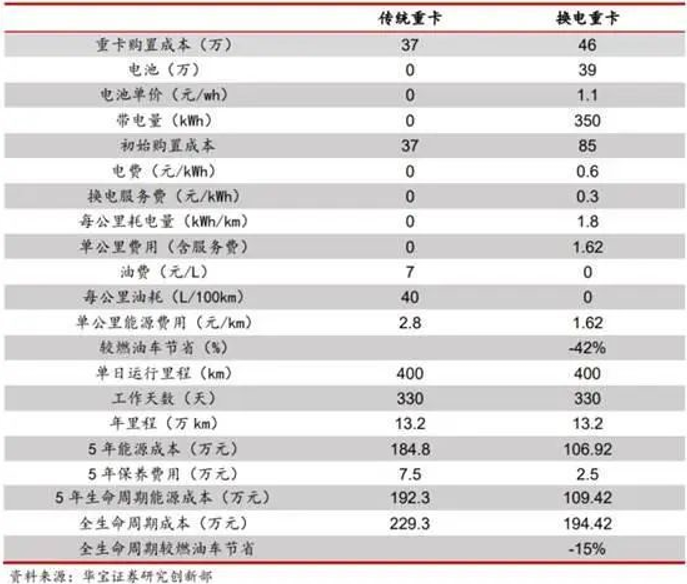 传统重卡 换电重卡
重卡购置成本（万） 37 46
电池（万） 0 39
电池单价（元/wh） 0 1.1
带电量（kWh） 0 350
初始购置成本 37 85
电费（元/kWh） 0 0.6
换电服务费（元/kWh） 0 0.3
每公里耗电量（kWh/km） 0 1.8
单公里费用（含服务费） 0 1.62
油费（元/L） 7 0
每公里油耗（L/100km） 40 0
单公里能源费用（元/km） 2.8 1.62
较燃油车节省（%） -42%
单日运行里程（km） 400 400
工作天数（天） 330 330
年里程（万 km） 13.2 13.2
5 年能源成本（万元） 184.8 106.92
5 年保养费用（万元） 7.5 2.5
5 年生命周期能源成本（万元） 192.3 109.42
全生命周期成本（万元） 229.3 194.42
全生命周期较燃油车节省 -15%
资料来源：华宝证券研究创新部